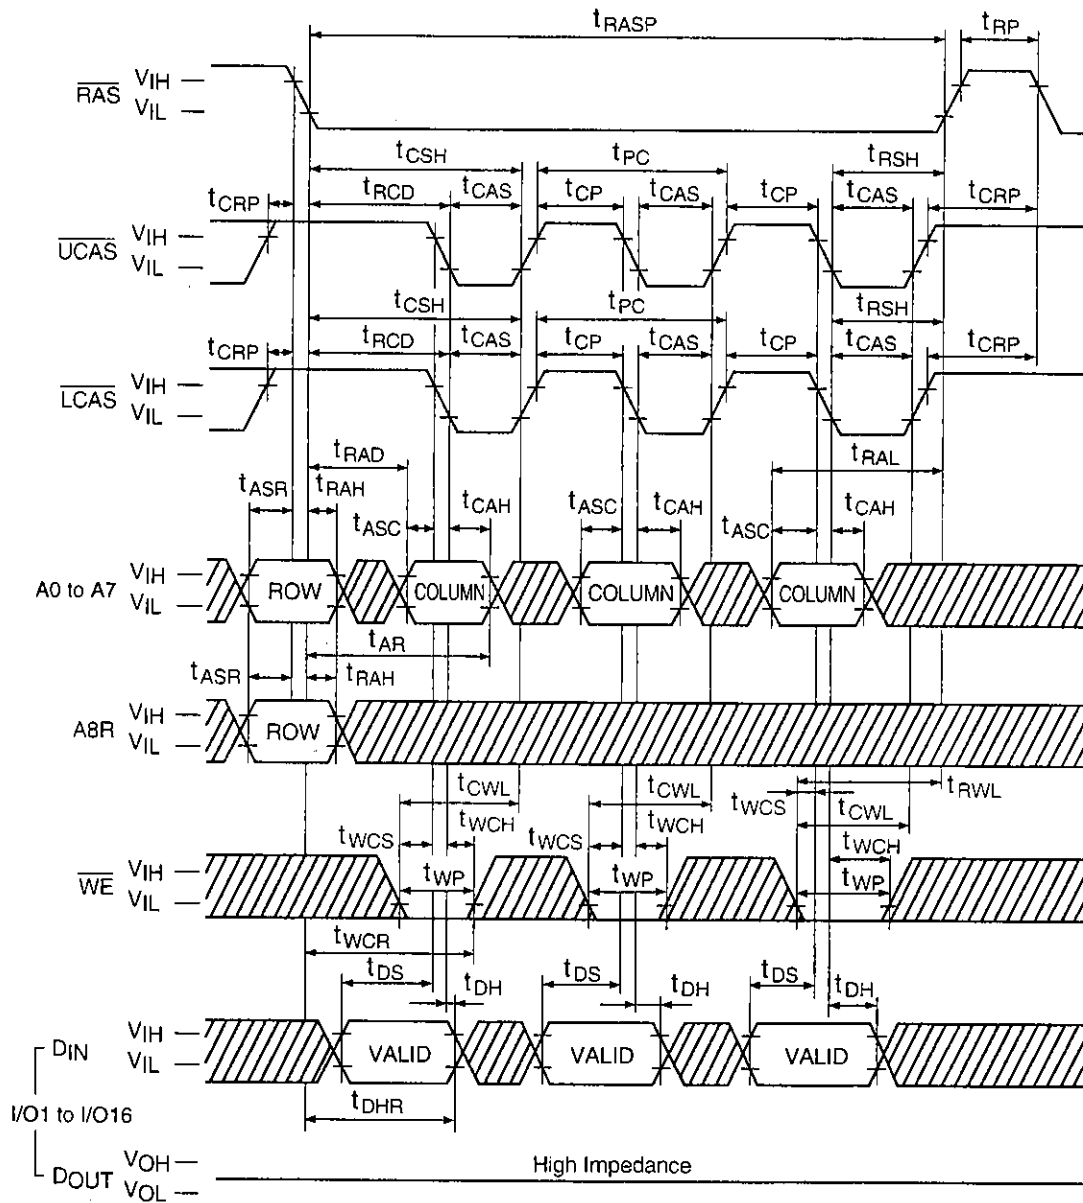 tRASP tRP
RAS VIH
VIL
tCSH tPC tRSH
tCRP tRCD tCAS tCP tCAS tCP tCAS tCRP
UCAS VIH
VIL
tCSH tPC tRSH
tCRP tRCD tCAS tCP tCAS tCP tCAS tCRP
LCAS VIH
VIL
tRAD tRAL
tASR tRAH tASC tCAH tASC tCAH tASC tCAH
A0 to A7 VIH
VIL
ROW COLUMN COLUMN COLUMN
tAR
tASR tRAH
A8R VIH
VIL
ROW
tCWL tCWL tWCS tRWL
tCWL
tWCS tWCH tWCS tWCH tWCH
WE VIH
VIL
tWP tWP tWP
tWCR
tDS tDH tDS tDH tDS tDH
DIN VIH
VIL
VALID VALID VALID
tDHR
I/O1 to I/O16
DOUT VOH
VOL
High Impedance